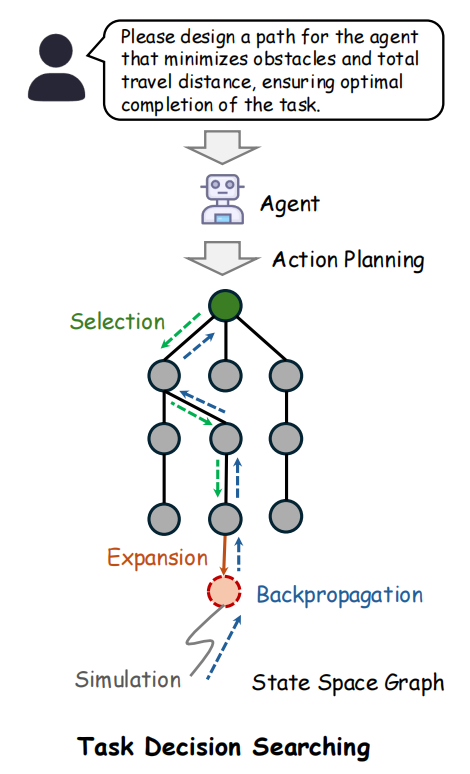 Please design a path for the agent
that minimizes obstacles and total
travel distance, ensuring optimal
completion of the task.
Agent
Action Planning
Selection
Expansion
Backpropagation
Simulation
State Space Graph
Task Decision Searching